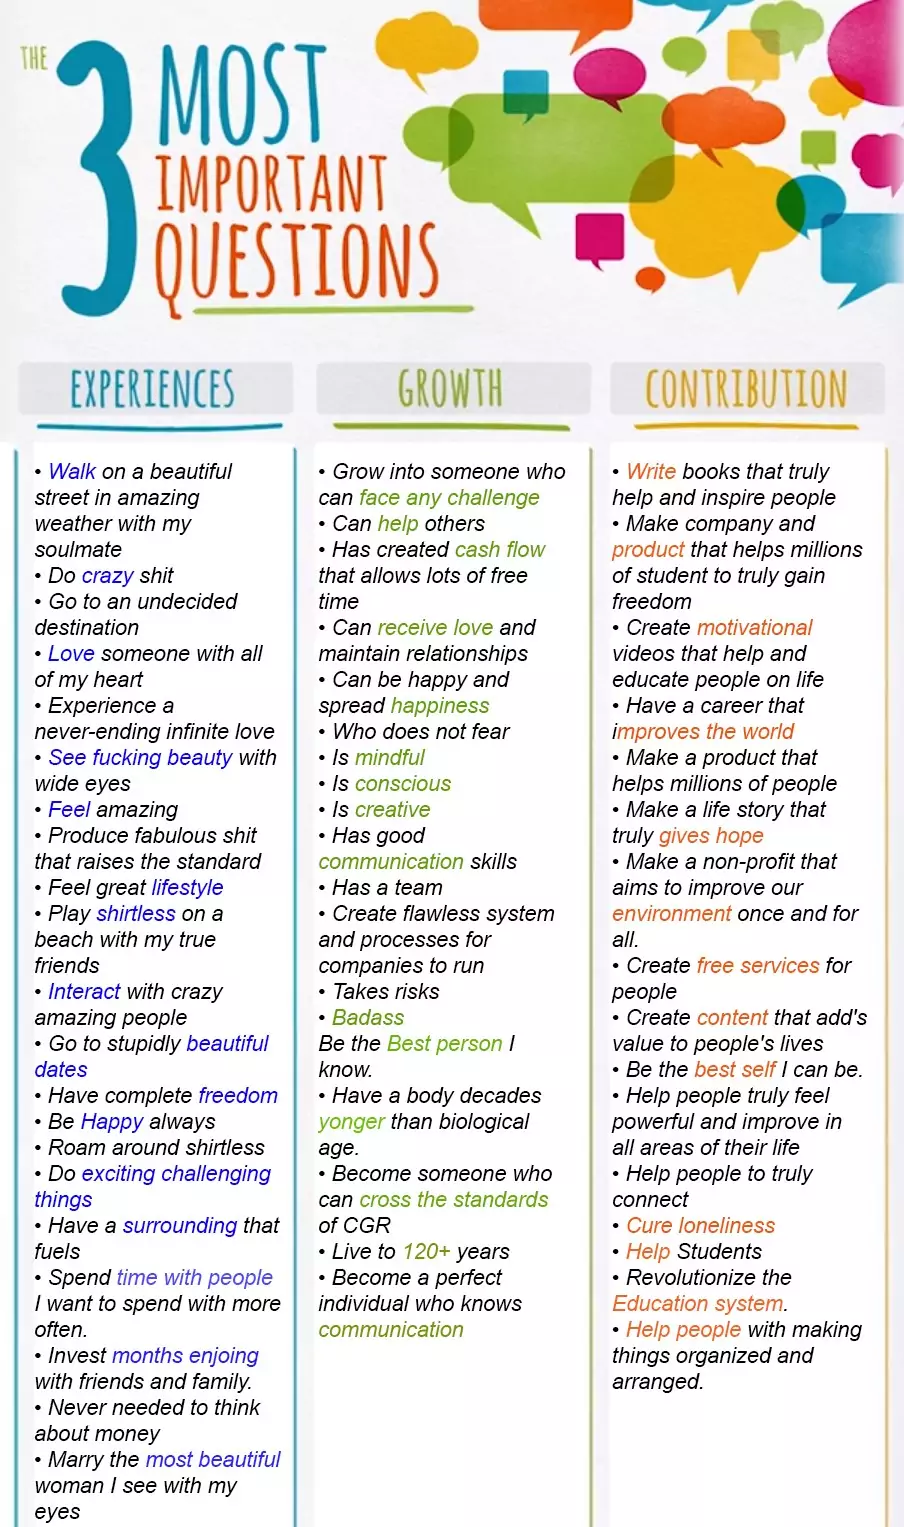 THE
3 MOST
IMPORTANT
QUESTIONS
EXPERIENCES
• Walk on a beautiful
street in amazing
weather with my
soulmate
• Do crazy shit
• Go to an undecided
destination
• Love someone with all
of my heart
• Experience a
never-ending infinite love
• See fucking beauty with
wide eyes
• Feel amazing
• Produce fabulous shit
that raises the standard
• Feel great lifestyle
• Play shirtless on a
beach with my true
friends
• Interact with crazy
amazing people
• Go to stupidly beautiful
dates
• Have complete freedom
• Be Happy always
• Roam around shirtless
• Do exciting challenging
things
• Have a surrounding that
fuels
• Spend time with people
I want to spend with more
often.
• Invest months enjoing
with friends and family.
• Never needed to think
about money
• Marry the most beautiful
woman I see with my
eyes
GROWTH
• Grow into someone who
can face any challenge
• Can help others
• Has created cash flow
that allows lots of free
time
• Can receive love and
maintain relationships
• Can be happy and
spread happiness
• Who does not fear
• Is mindful
• Is conscious
• Is creative
• Has good
communication skills
• Has a team
• Create flawless system
and processes for
companies to run
• Takes risks
• Badass
Be the Best person I
know.
• Have a body decades
yonger than biological
age.
• Become someone who
can cross the standards
of CGR
• Live to 120+ years
• Become a perfect
individual who knows
communication
CONTRIBUTION
• Write books that truly
help and inspire people
• Make company and
product that helps millions
of student to truly gain
freedom
• Create motivational
videos that help and
educate people on life
• Have a career that
improves the world
• Make a product that
helps millions of people
• Make a life story that
truly gives hope
• Make a non-profit that
aims to improve our
environment once and for
all.
• Create free services for
people
• Create content that add's
value to people's lives
• Be the best self I can be.
• Help people truly feel
powerful and improve in
all areas of their life
• Help people to truly
connect
• Cure loneliness
• Help Students
• Revolutionize the
Education system.
• Help people with making
things organized and
arranged.